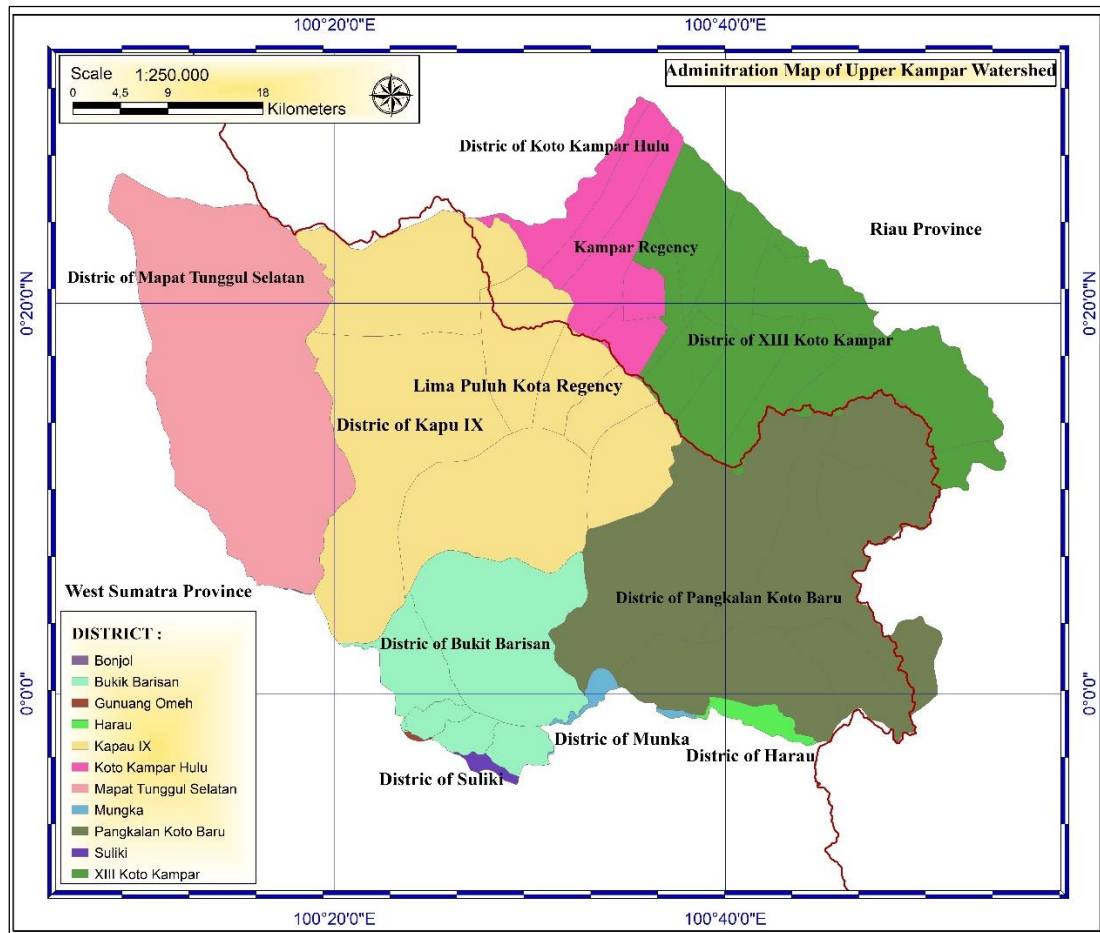 100°20'0"E
100°40'0"E
Scale 1:250.000
0 4,5 9 18
Kilometers
Adminitration Map of Upper Kampar Watershed
Distric of Koto Kampar Hulu
Riau Province
Kampar Regency
Distric of Mapat Tunggul Selatan
0°20'0"N
0°20'0"N
Distric of XIII Koto Kampar
Lima Puluh Kota Regency
Distric of Kapu IX
West Sumatra Province
Distric of Pangkalan Koto Baru
Distric of Bukit Barisan
0°0'0"
0°0'0"
Distric of Munka
Distric of Harau
Distric of Suliki
DISTRICT :
Bonjol
Bukik Barisan
Gunuang Omeh
Harau
Kapau IX
Koto Kampar Hulu
Mapat Tunggul Selatan
Mungka
Pangkalan Koto Baru
Suliki
XIII Koto Kampar
100°20'0"E
100°40'0"E